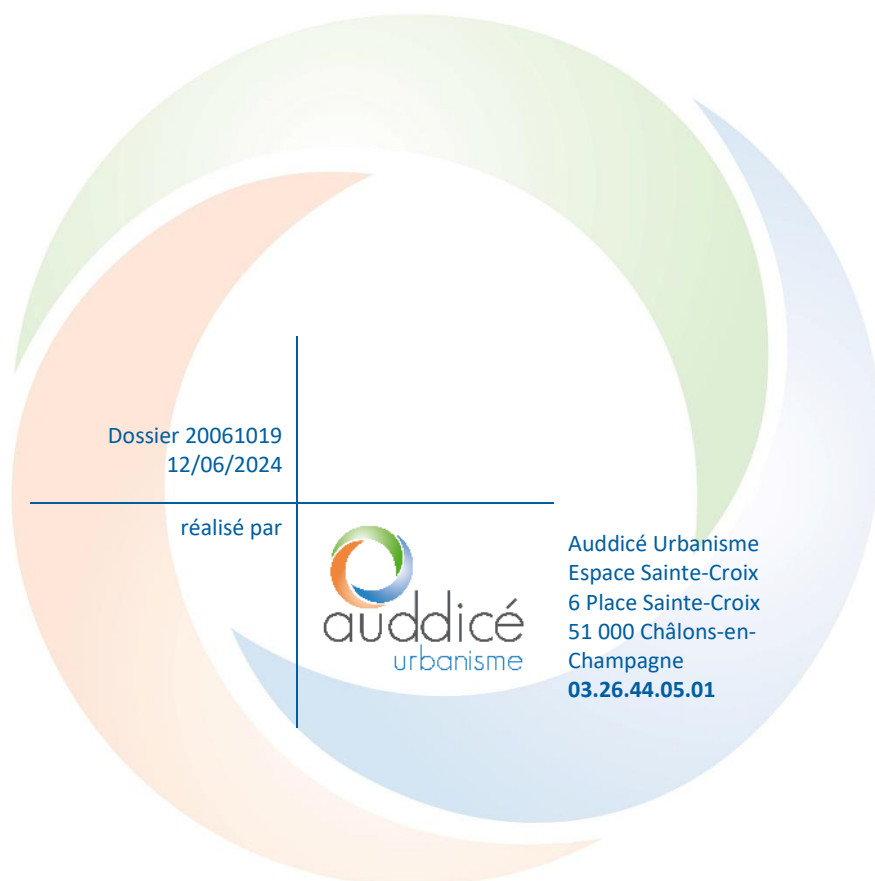 Dossier 20061019
12/06/2024
réalisé par
auddicé
urbanisme
Auddicé Urbanisme
Espace Sainte-Croix
6 Place Sainte-Croix
51 000 Châlons-en-
Champagne
03.26.44.05.01